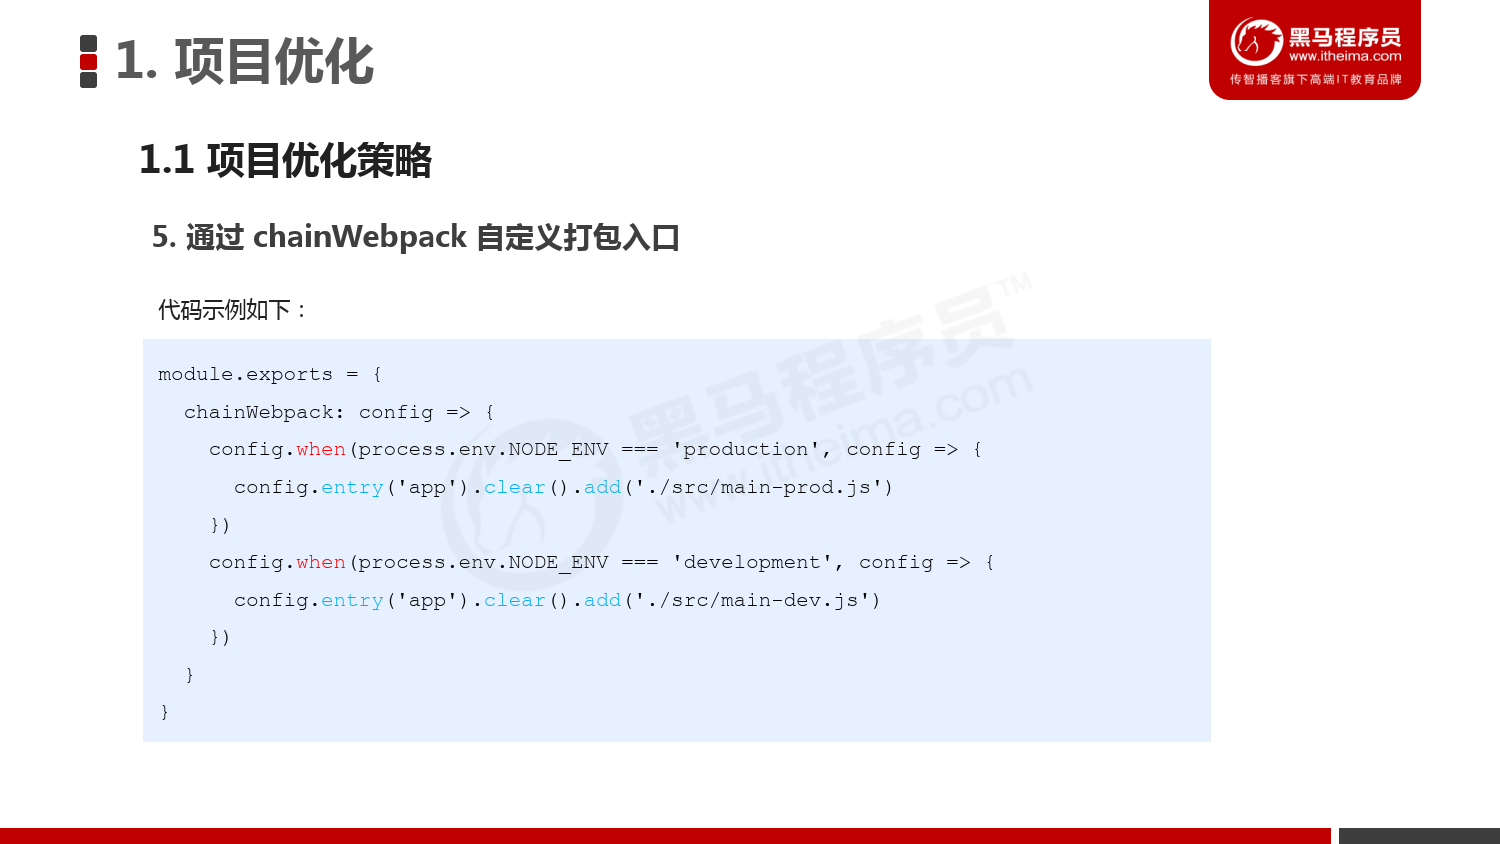 1. 项目优化
黑马程序员
www.itheima.com
传智播客旗下高端IT教育品牌
1.1 项目优化策略
5. 通过 chainWebpack 自定义打包入口
代码示例如下：
module.exports = {
  chainWebpack: config => {
    config.when(process.env.NODE_ENV === 'production', config => {
      config.entry('app').clear().add('./src/main-prod.js')
    })
    config.when(process.env.NODE_ENV === 'development', config => {
      config.entry('app').clear().add('./src/main-dev.js')
    })
  }
}
黑马程序员™
www.itheima.com